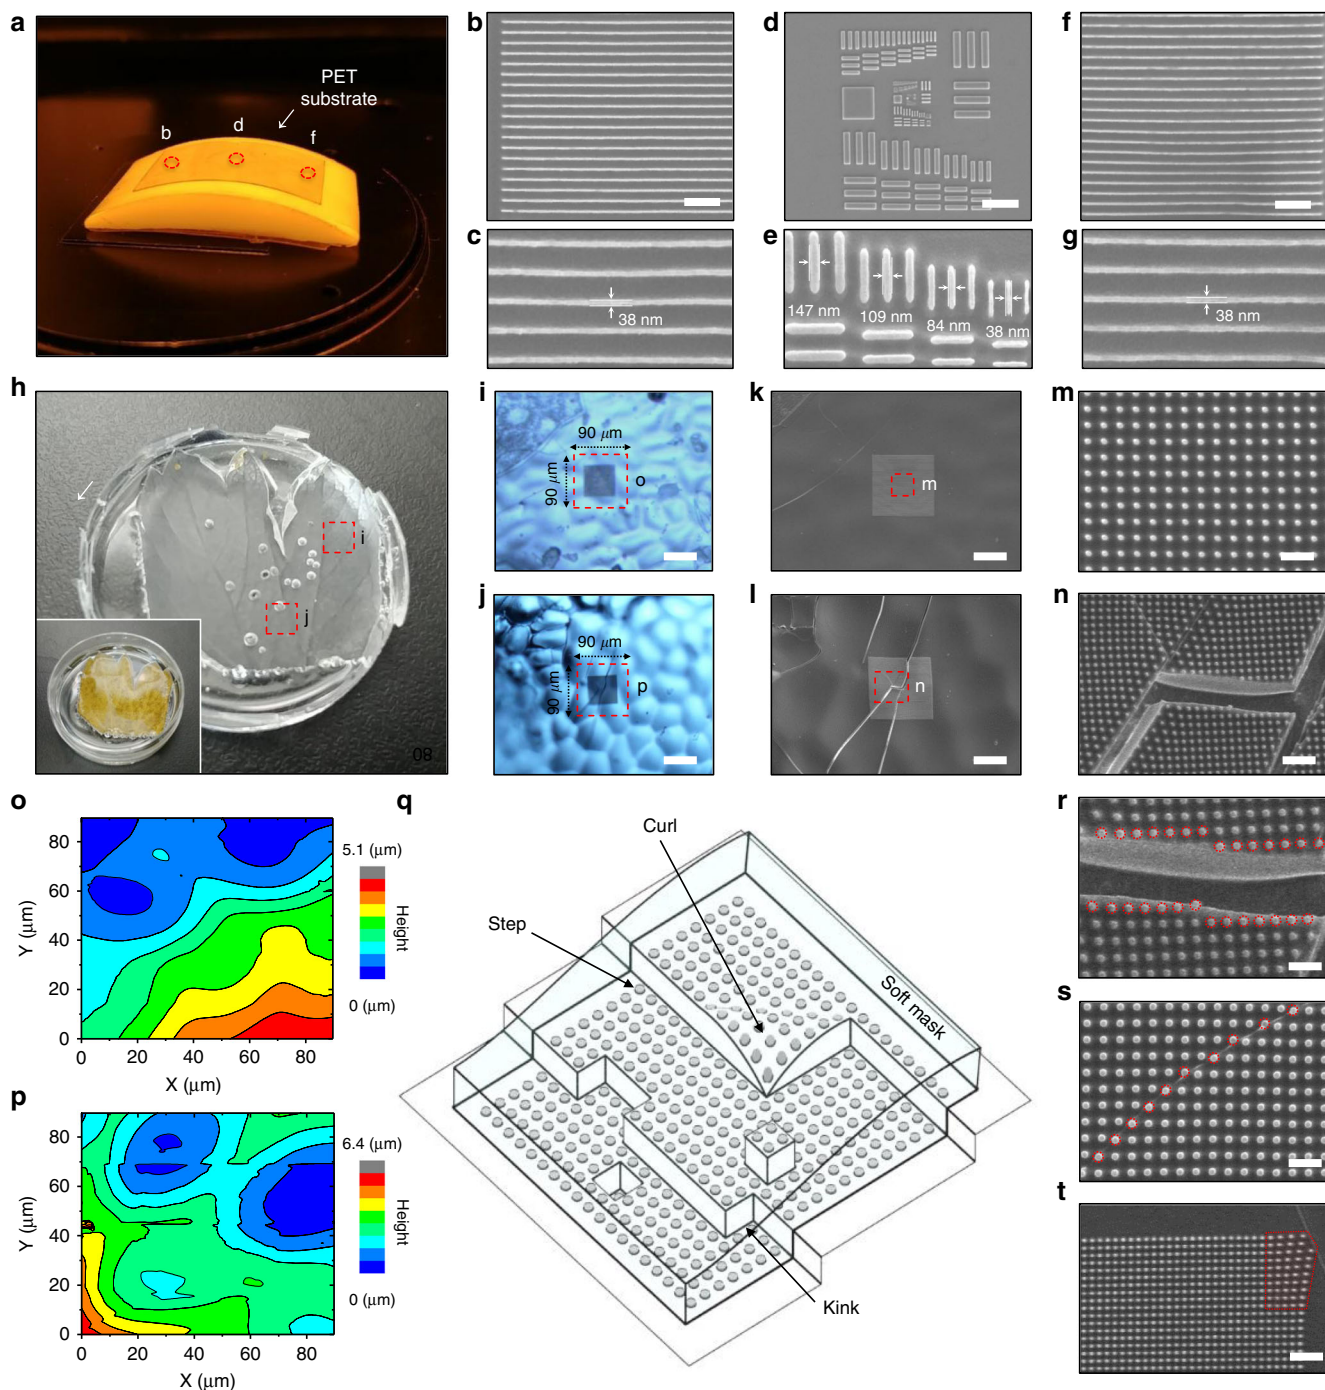 a
PET
substrate
b
d
f
b
d
f
c
38 nm
e
147 nm
109 nm
84 nm
38 nm
g
38 nm
h
i
j
08
i
90 μm
90 μm
o
k
m
m
j
90 μm
90 μm
p
l
n
n
o
80
60
40
20
0
0
20
40
60
80
Y (μm)
X (μm)
5.1 (μm)
Height
0 (μm)
p
80
60
40
20
0
0
20
40
60
80
Y (μm)
X (μm)
6.4 (μm)
Height
0 (μm)
q
Curl
Step
Soft mask
Kink
r
s
t